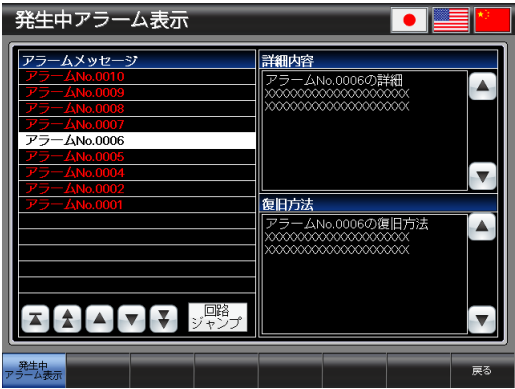 発生中アラーム表示
アラームメッセージ
アラームNo.0010
アラームNo.0009
アラームNo.0008
アラームNo.0007
アラームNo.0006
アラームNo.0005
アラームNo.0004
アラームNo.0002
アラームNo.0001
回路
ジャンプ
詳細内容
アラームNo.0006の詳細
XXXXXXXXXXXXXXXXXX
XXXXXXXXXXXXXXXXXX
復旧方法
アラームNo.0006の復旧方法
XXXXXXXXXXXXXXXXXX
XXXXXXXXXXXXXXXXXX
発生中
アラーム表示
戻る